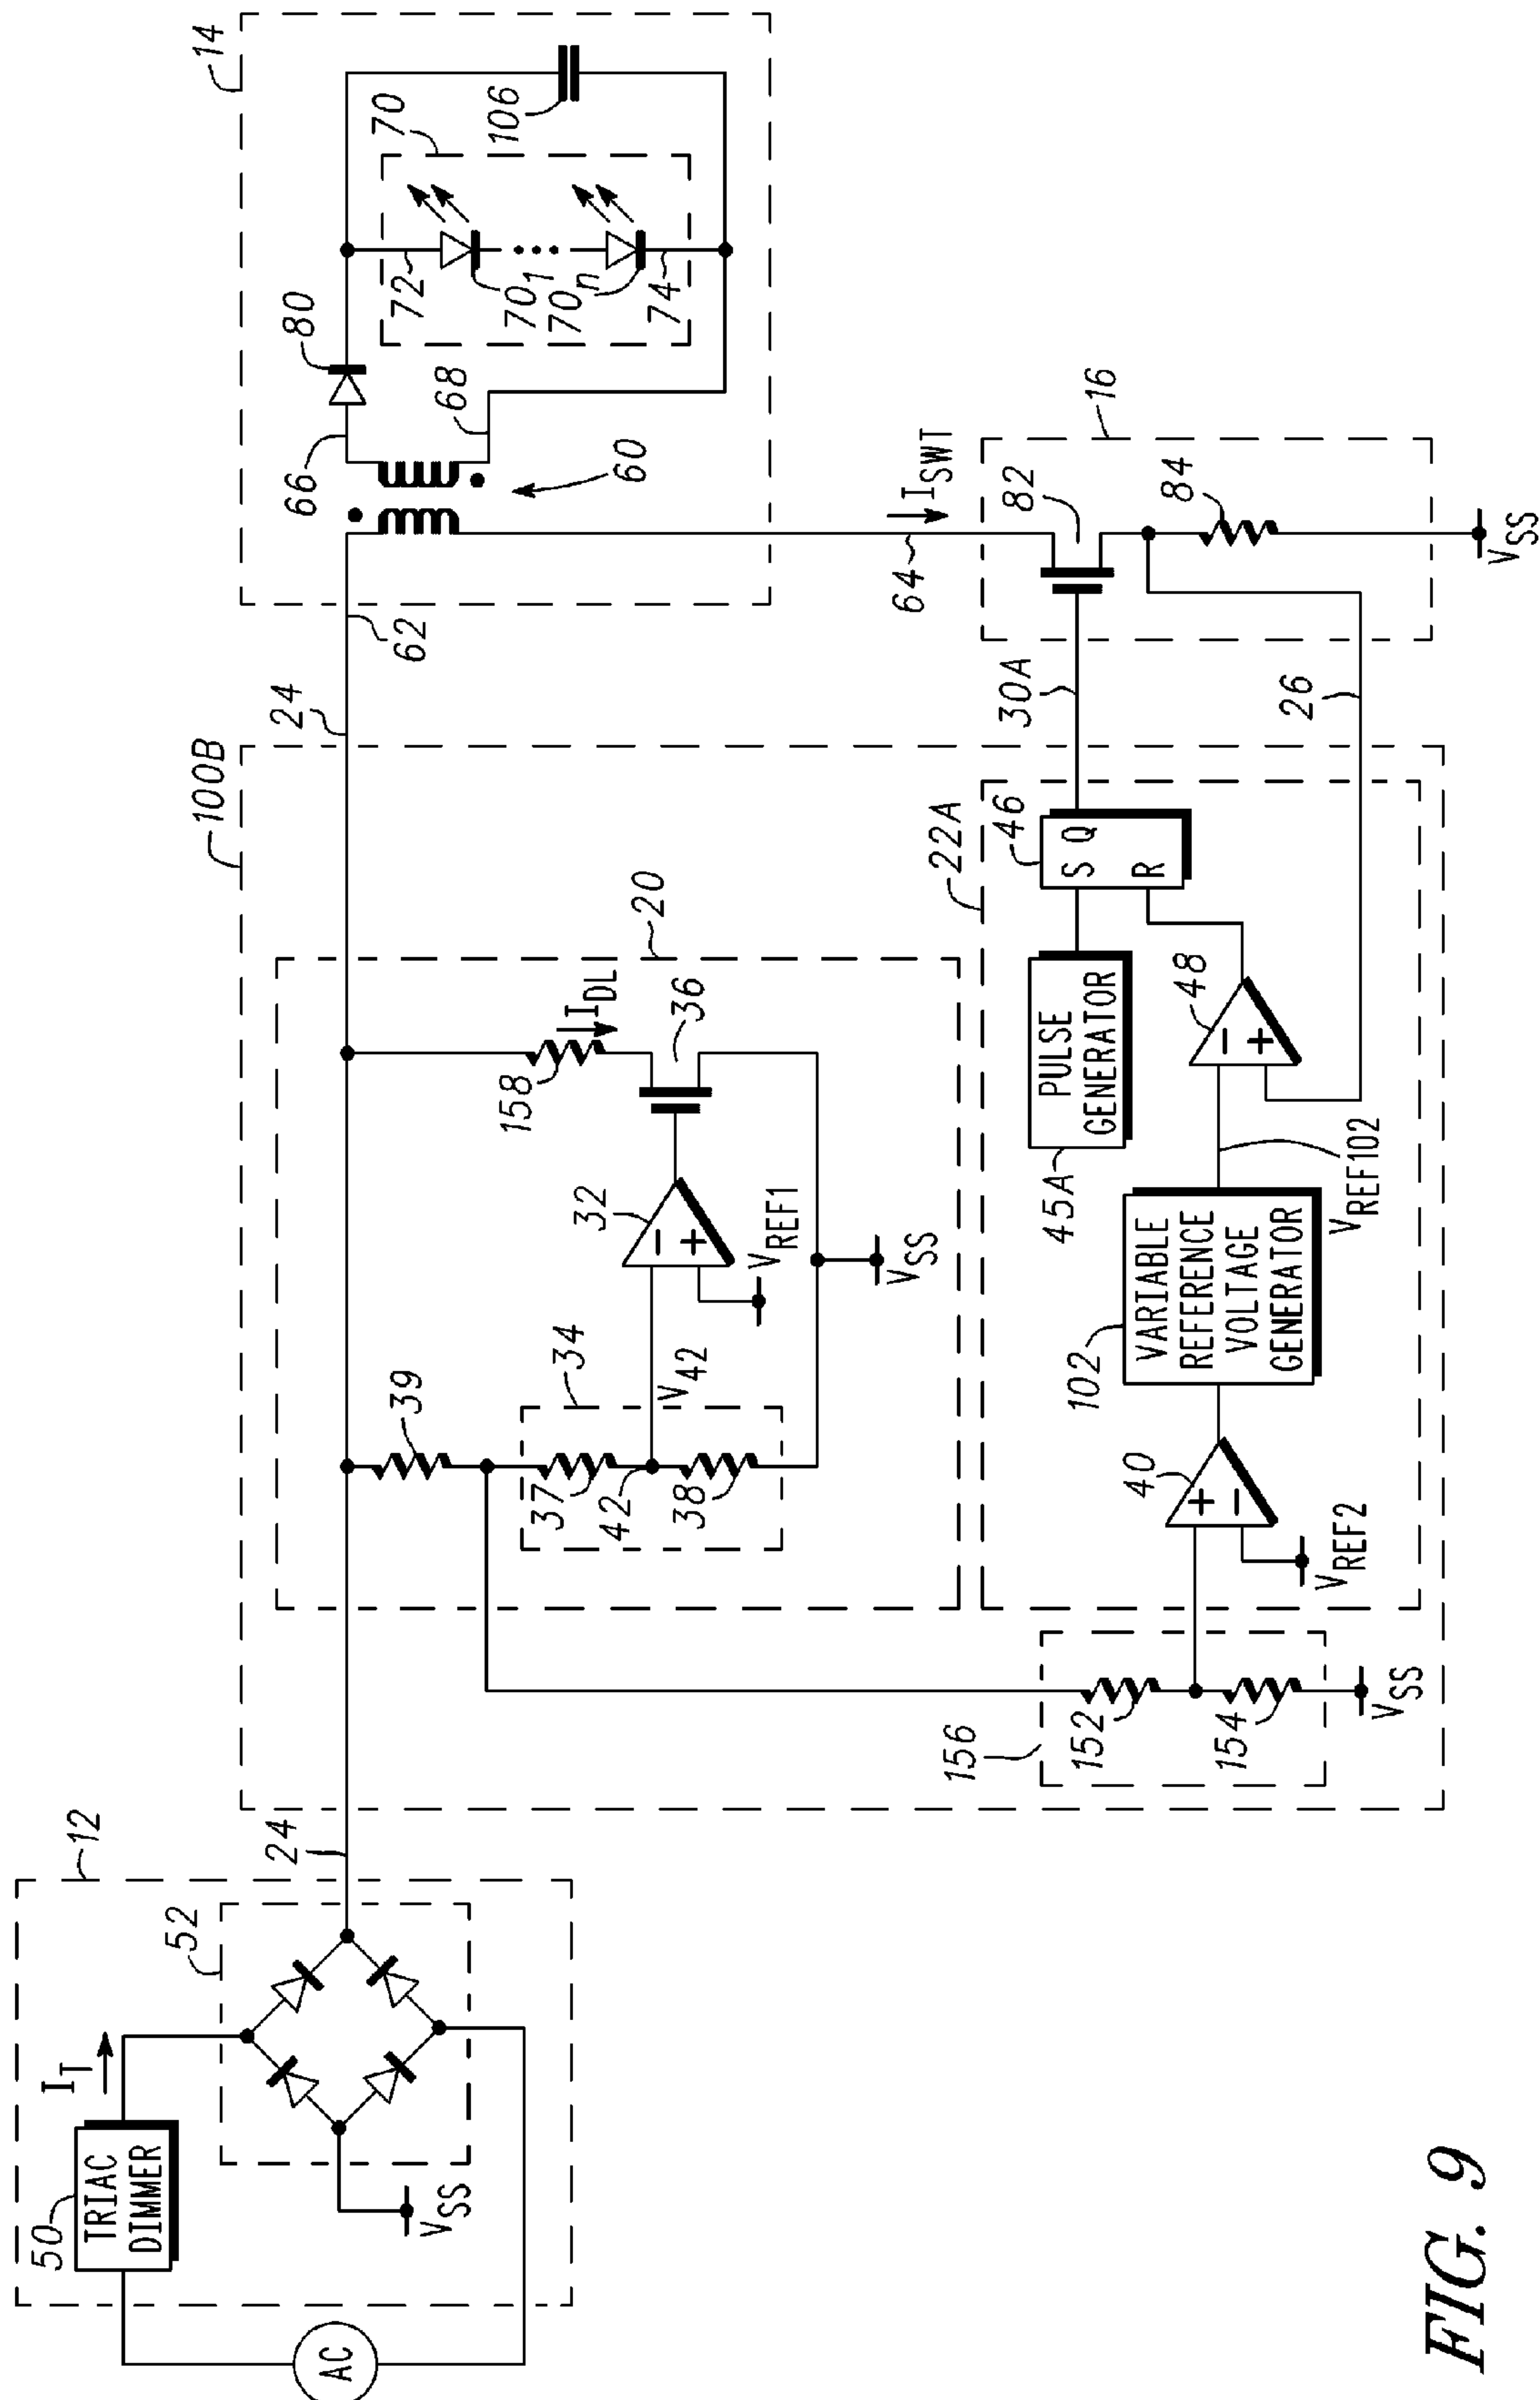 AC
50
TRIAC
DIMMER
I_T
12
52
V_SS
24
100B
39
34
37
42
38
V_42
32
V_REF1
V_SS
158
I_DL
36
20
24
62
14
66
80
60
68
72
70
70_1
70_n
74
106
64
I_SWT
16
82
84
V_SS
30A
26
22A
46
S Q
R
PULSE
GENERATOR
45A
48
V_REF102
VARIABLE
REFERENCE
VOLTAGE
GENERATOR
102
40
V_REF2
156
152
154
V_SS
FIG. 9